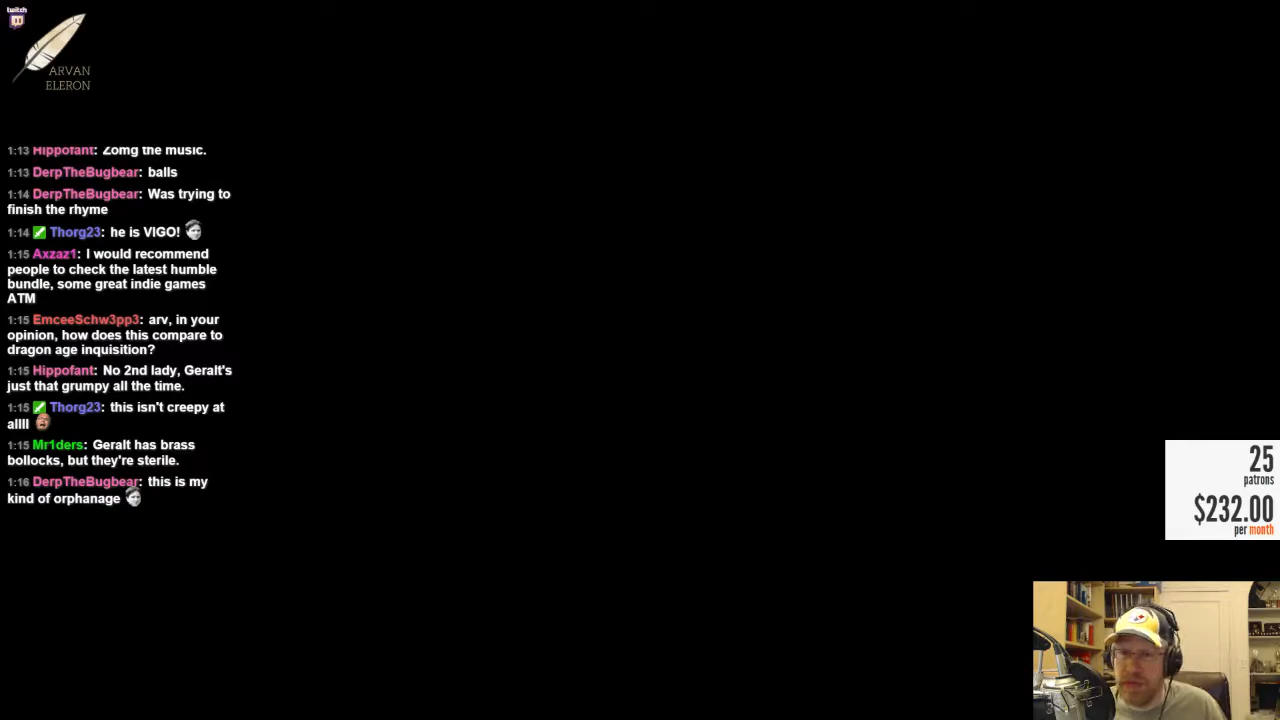 twitch
ARVAN
ELERON
1:13 Hippofant: Zomg the music.
1:13 DerpTheBugbear: balls
1:14 DerpTheBugbear: Was trying to
finish the rhyme
1:14 Thorg23: he is VIGO!
1:15 Axzaz1: I would recommend
people to check the latest humble
bundle, some great indie games
ATM
1:15 EmceeSchw3pp3: arv, in your
opinion, how does this compare to
dragon age inquisition?
1:15 Hippofant: No 2nd lady, Geralt's
just that grumpy all the time.
1:15 Thorg23: this isn't creepy at
allll
1:15 Mr1ders: Geralt has brass
bollocks, but they're sterile.
1:16 DerpTheBugbear: this is my
kind of orphanage
25
patrons
$232.00
per month